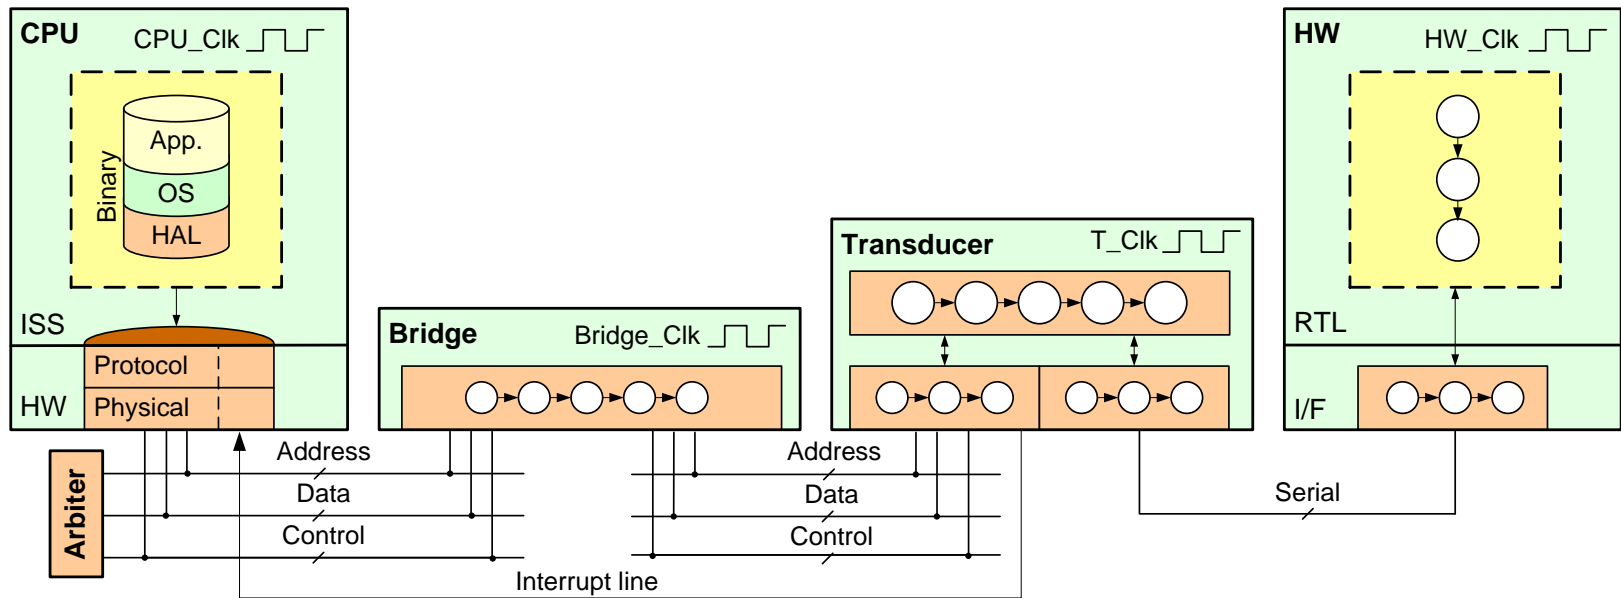 CPU
CPU_Clk
Binary
App.
OS
HAL
ISS
Protocol
HW
Physical
Bridge
Bridge_Clk
Transducer
T_Clk
HW
HW_Clk
RTL
I/F
Arbiter
Address
Data
Control
Address
Data
Control
Serial
Interrupt line